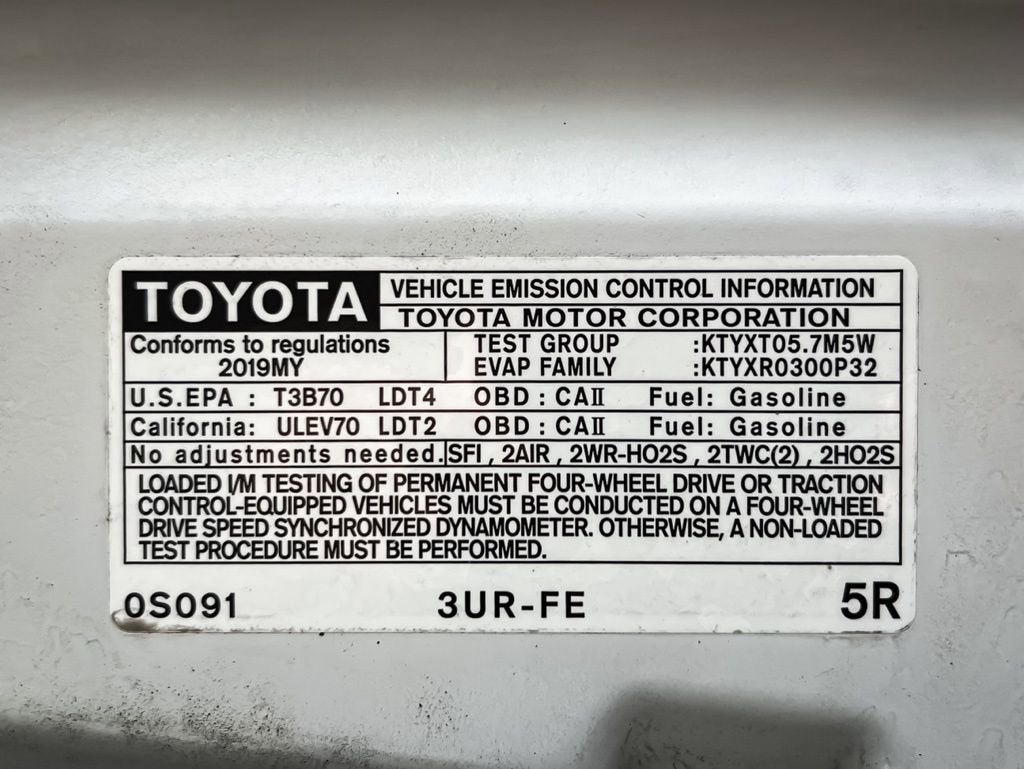 TOYOTA
VEHICLE EMISSION CONTROL INFORMATION
TOYOTA MOTOR CORPORATION
Conforms to regulations
2019MY
TEST GROUP :KTYXT05.7M5W
EVAP FAMILY :KTYXR0300P32
U.S.EPA : T3B70 LDT4 OBD : CAⅡ Fuel: Gasoline
California: ULEV70 LDT2 OBD : CAⅡ Fuel: Gasoline
No adjustments needed. SFI , 2AIR , 2WR-HO2S , 2TWC(2) , 2HO2S
LOADED I/M TESTING OF PERMANENT FOUR-WHEEL DRIVE OR TRACTION
CONTROL-EQUIPPED VEHICLES MUST BE CONDUCTED ON A FOUR-WHEEL
DRIVE SPEED SYNCHRONIZED DYNAMOMETER. OTHERWISE, A NON-LOADED
TEST PROCEDURE MUST BE PERFORMED.
0S091 3UR-FE 5R